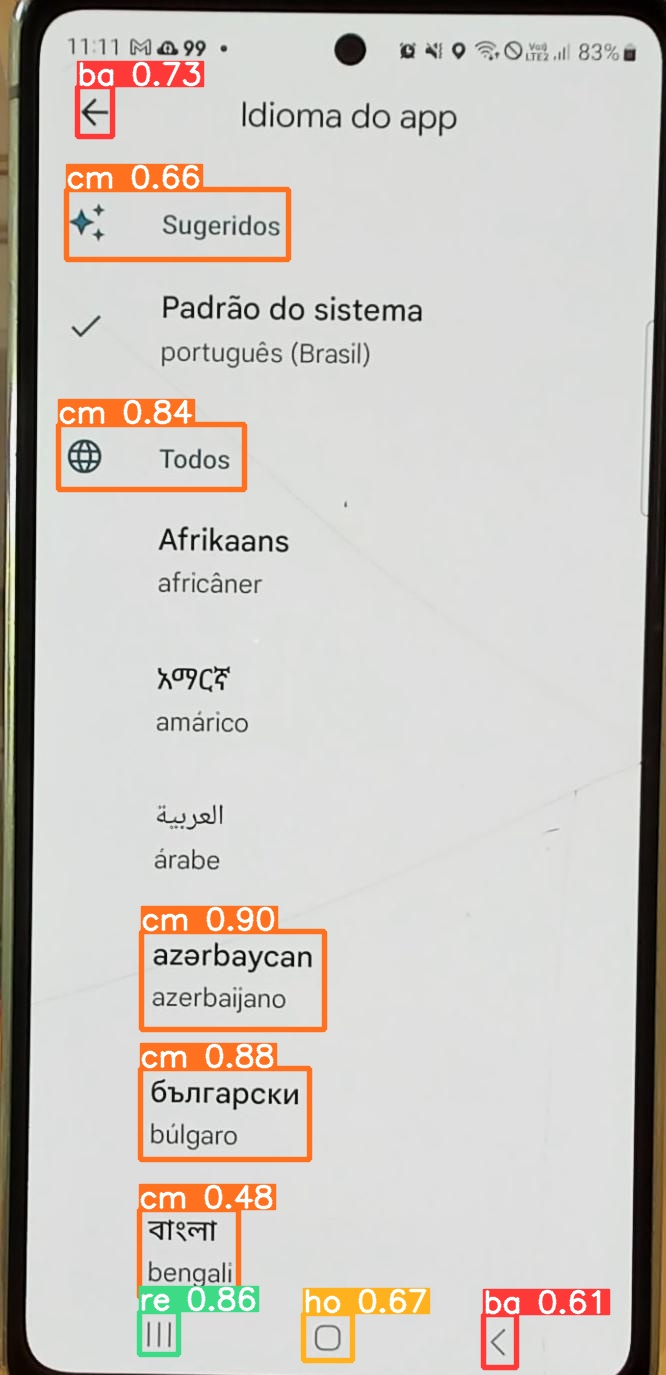 11:11 99 • Vo)) LTE2 83%
ba 0.73
Idioma do app
cm 0.66
Sugeridos
Padrão do sistema
português (Brasil)
cm 0.84
Todos
Afrikaans
africâner
አማርኛ
amárico
العربية
árabe
cm 0.90
azərbaycan
azerbaijano
cm 0.88
български
búlgaro
cm 0.48
বাংলা
bengali
re 0.86 ho 0.67 ba 0.61